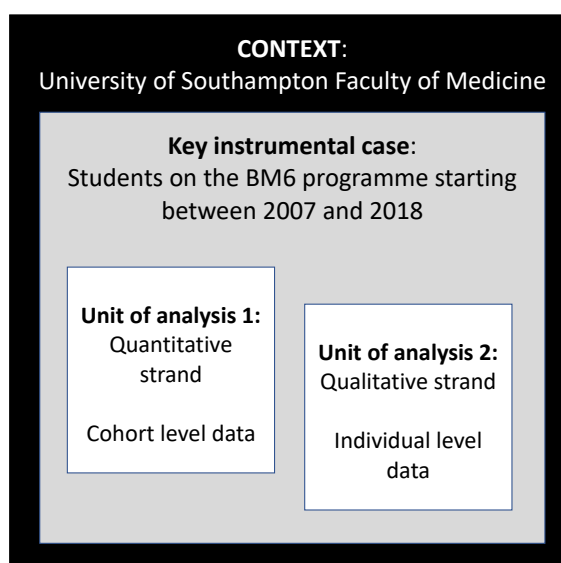 CONTEXT:
University of Southampton Faculty of Medicine
Key instrumental case:
Students on the BM6 programme starting
between 2007 and 2018
Unit of analysis 1:
Quantitative
strand
Cohort level data
Unit of analysis 2:
Qualitative strand
Individual level
data